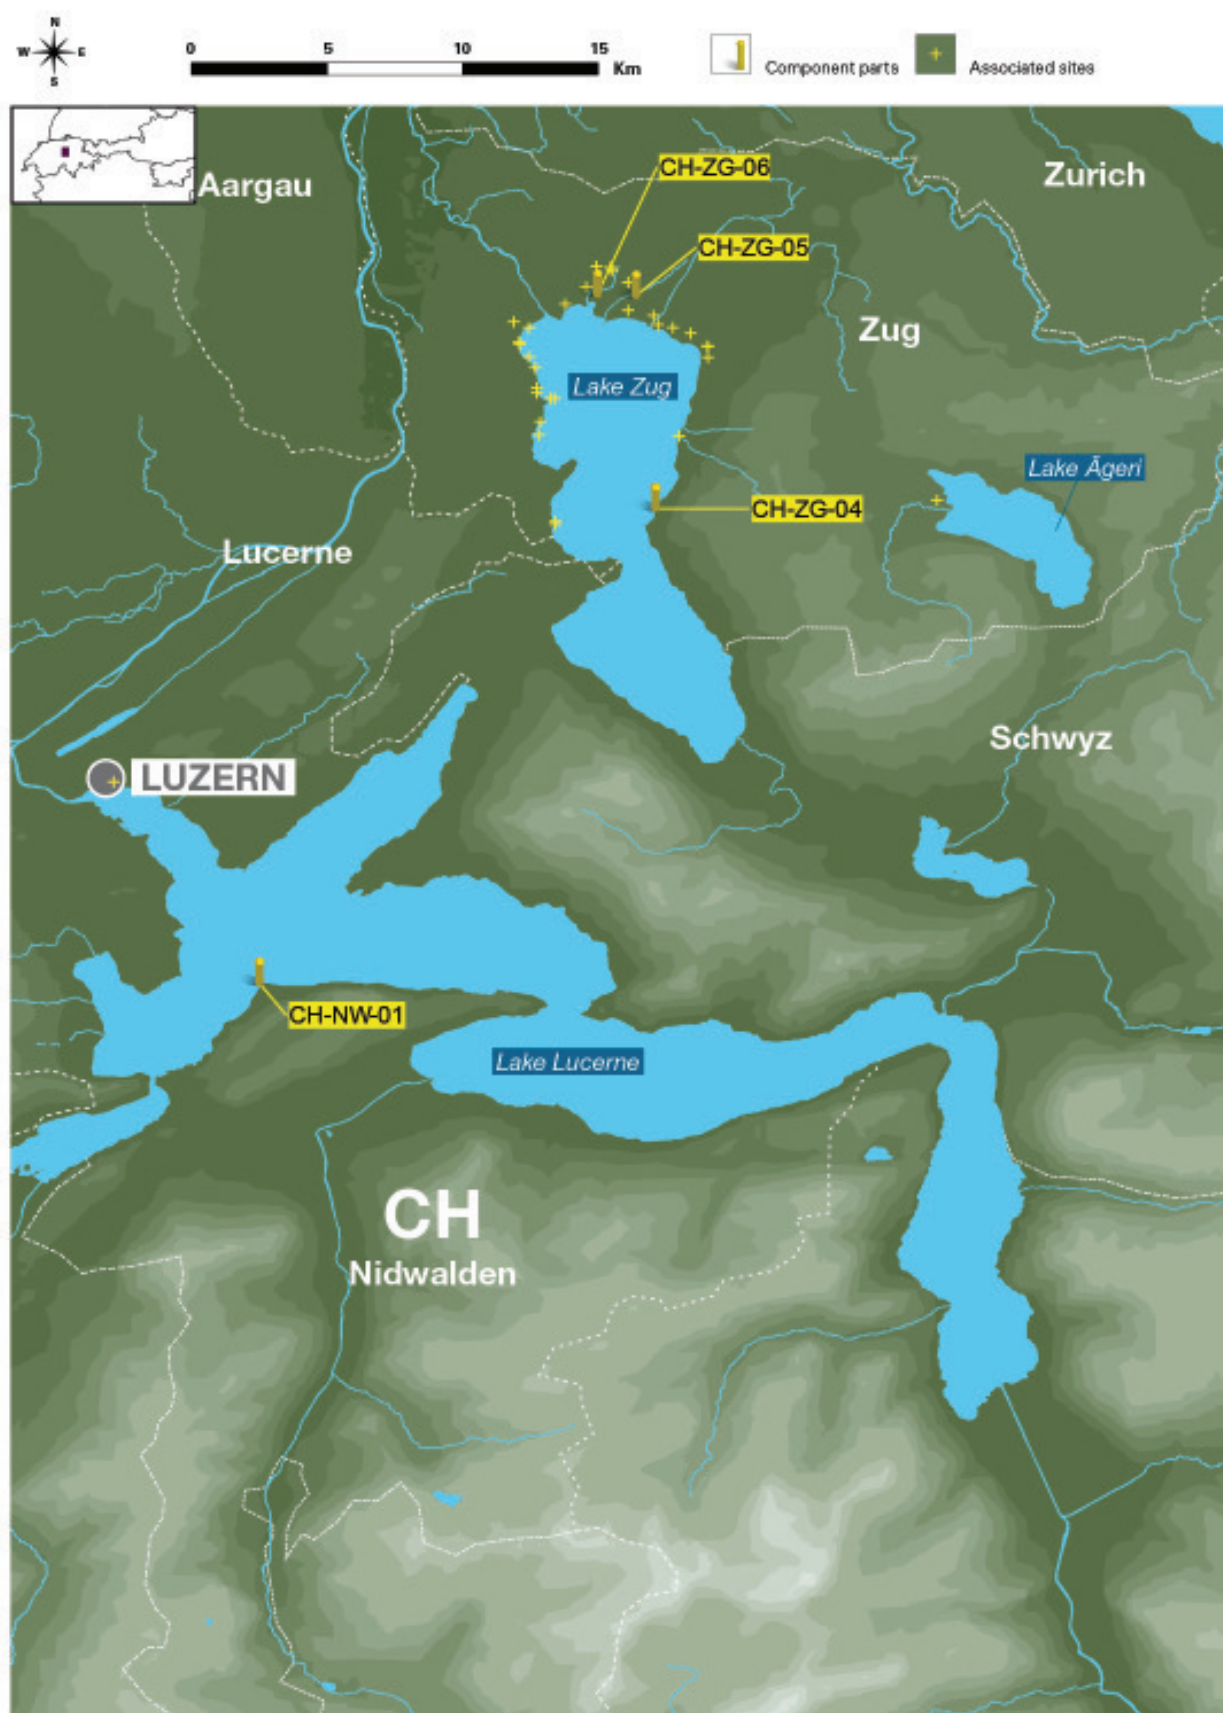 N
W E
S
0 5 10 15
Km
Component parts
Associated sites
Aargau
CH-ZG-06
Zurich
CH-ZG-05
Zug
Lake Zug
Lake Ägeri
CH-ZG-04
Lucerne
Schwyz
LUZERN
CH-NW-01
Lake Lucerne
CH
Nidwalden